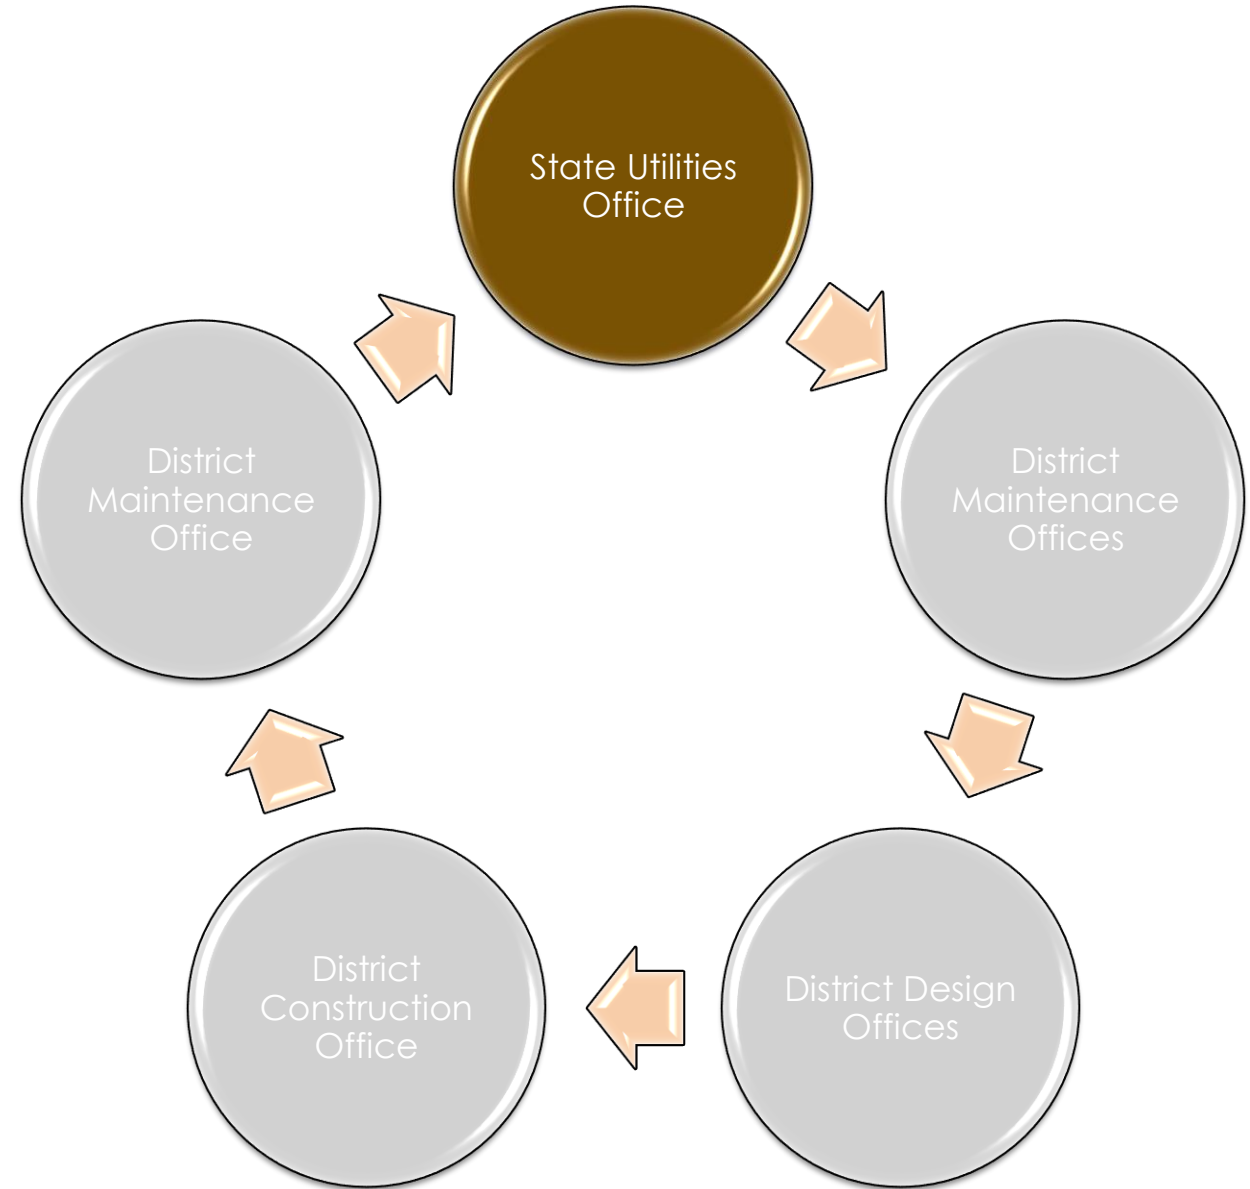 State Utilities
Office
District
Maintenance
Offices
District Design
Offices
District
Construction
Office
District
Maintenance
Office